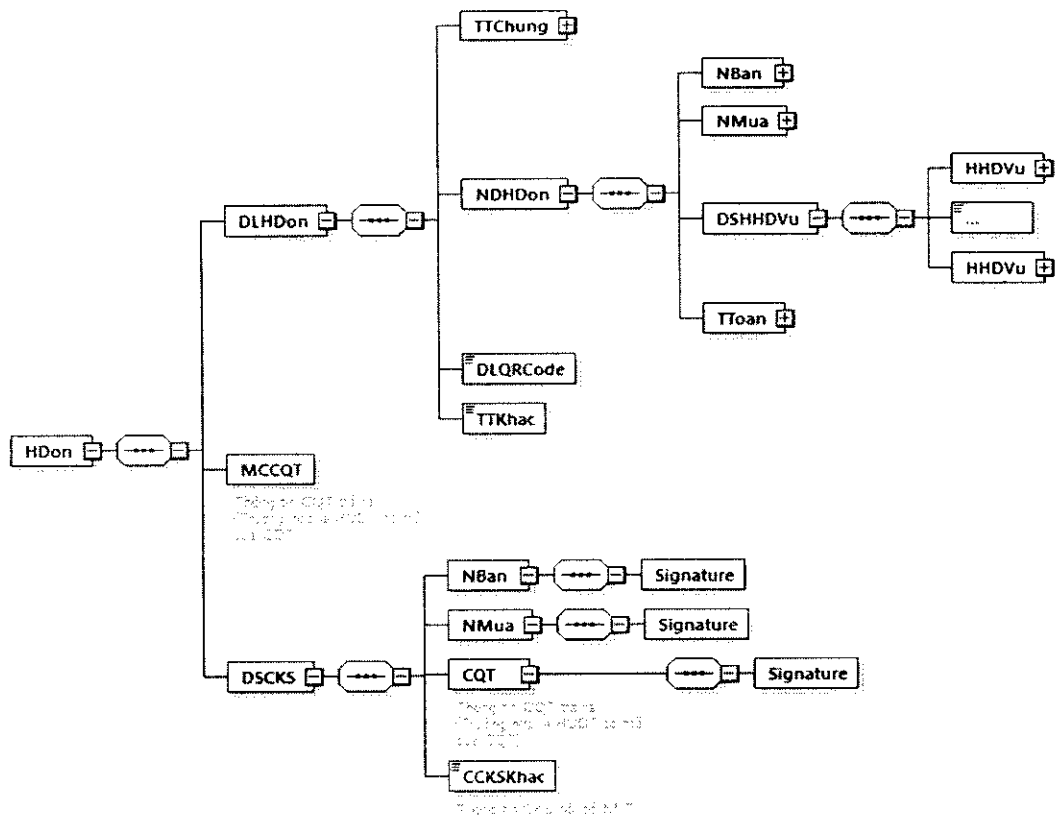 TTChung
NBan
NMua
HHDVu
NDHDon
DLHDon
DSHHDVu
...
HHDVu
TToan
DLQRCode
TTKhac
HDon
MCCQT
NBan
Signature
NMua
Signature
CQT
Signature
DSCKS
CCKSKhac